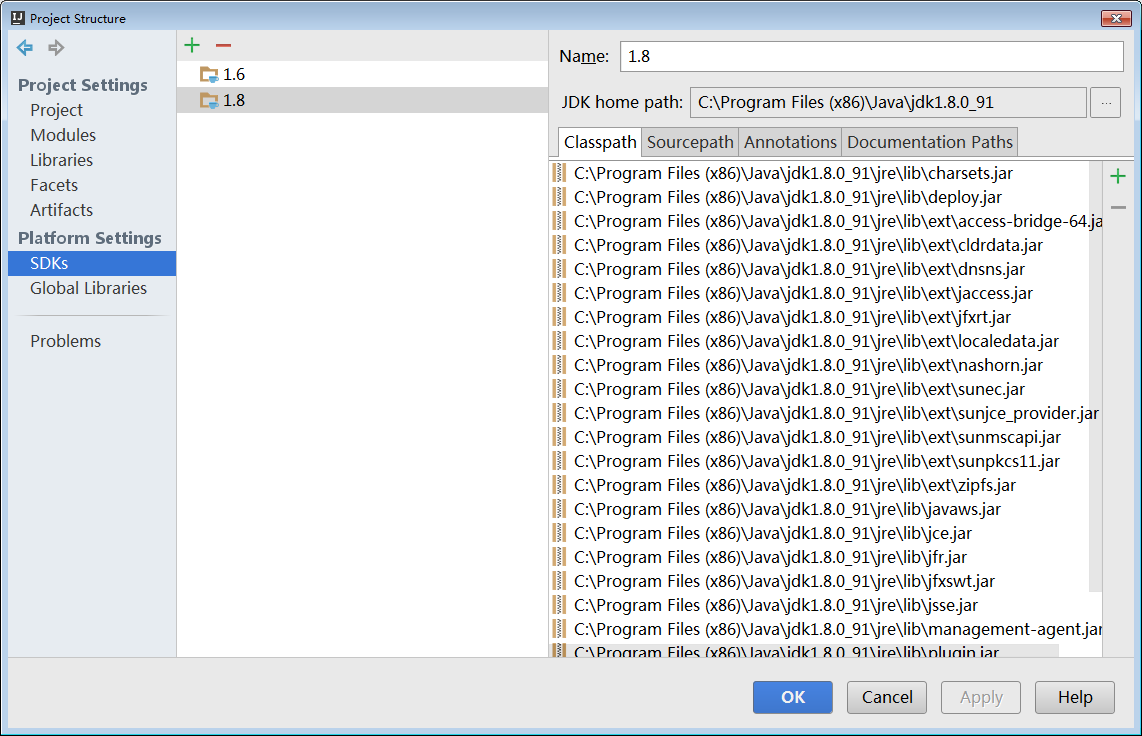 Project Structure
Project Settings
Project
Modules
Libraries
Facets
Artifacts
Platform Settings
SDKs
Global Libraries
Problems
1.6
1.8
Name: 1.8
JDK home path: C:\Program Files (x86)\Java\jdk1.8.0_91 ...
Classpath Sourcepath Annotations Documentation Paths
C:\Program Files (x86)\Java\jdk1.8.0_91\jre\lib\charsets.jar
C:\Program Files (x86)\Java\jdk1.8.0_91\jre\lib\deploy.jar
C:\Program Files (x86)\Java\jdk1.8.0_91\jre\lib\ext\access-bridge-64.ja
C:\Program Files (x86)\Java\jdk1.8.0_91\jre\lib\ext\cldrdata.jar
C:\Program Files (x86)\Java\jdk1.8.0_91\jre\lib\ext\dnsns.jar
C:\Program Files (x86)\Java\jdk1.8.0_91\jre\lib\ext\jaccess.jar
C:\Program Files (x86)\Java\jdk1.8.0_91\jre\lib\ext\jfxrt.jar
C:\Program Files (x86)\Java\jdk1.8.0_91\jre\lib\ext\localedata.jar
C:\Program Files (x86)\Java\jdk1.8.0_91\jre\lib\ext\nashorn.jar
C:\Program Files (x86)\Java\jdk1.8.0_91\jre\lib\ext\sunec.jar
C:\Program Files (x86)\Java\jdk1.8.0_91\jre\lib\ext\sunjce_provider.jar
C:\Program Files (x86)\Java\jdk1.8.0_91\jre\lib\ext\sunmscapi.jar
C:\Program Files (x86)\Java\jdk1.8.0_91\jre\lib\ext\sunpkcs11.jar
C:\Program Files (x86)\Java\jdk1.8.0_91\jre\lib\ext\zipfs.jar
C:\Program Files (x86)\Java\jdk1.8.0_91\jre\lib\javaws.jar
C:\Program Files (x86)\Java\jdk1.8.0_91\jre\lib\jce.jar
C:\Program Files (x86)\Java\jdk1.8.0_91\jre\lib\jfr.jar
C:\Program Files (x86)\Java\jdk1.8.0_91\jre\lib\jfxswt.jar
C:\Program Files (x86)\Java\jdk1.8.0_91\jre\lib\jsse.jar
C:\Program Files (x86)\Java\jdk1.8.0_91\jre\lib\management-agent.jar
C:\Program Files (x86)\Java\jdk1.8.0_91\jre\lib\plugin.jar
OK Cancel Apply Help